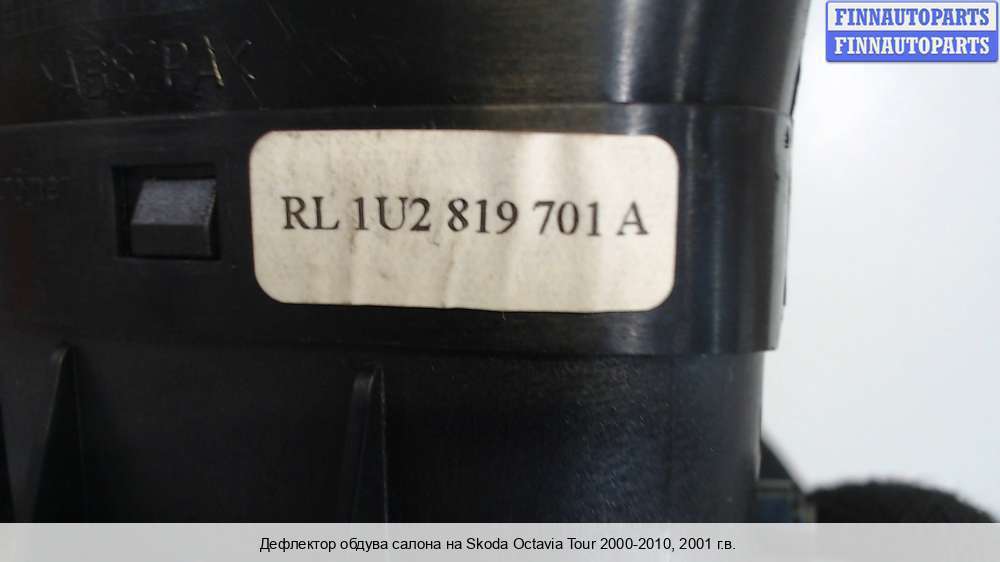 FINNAUTOPARTS
FINNAUTOPARTS
RL 1U2 819 701 A
Дефлектор обдува салона на Skoda Octavia Tour 2000-2010, 2001 г.в.